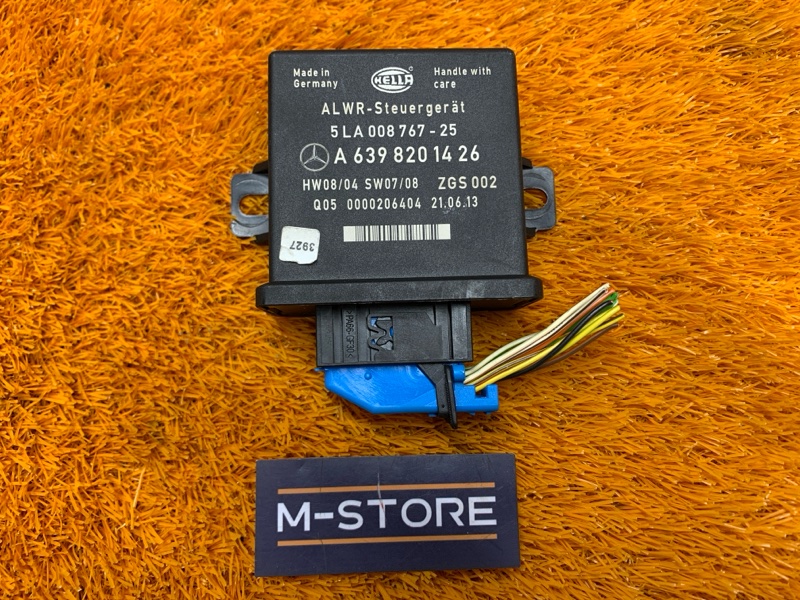 Made in
Germany
HELLA
Handle with
care
ALWR-Steuergerät
5 LA 008 767 - 25
A 639 820 14 26
HW08/04 SW07/08 ZGS 002
Q05 0000206404 21.06.13
3927
M-STORE